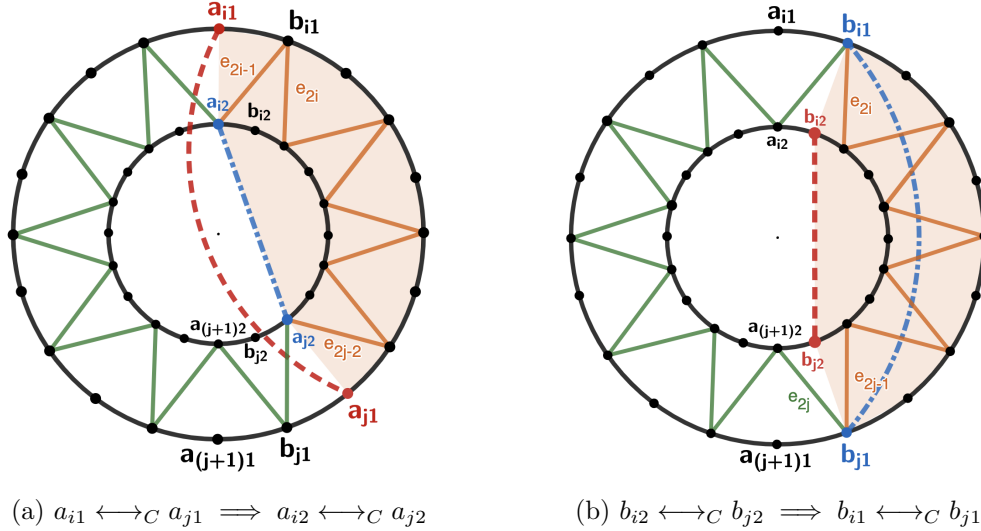 a_{i1}
b_{i1}
e_{2i-1}
e_{2i}
a_{i2}
b_{i2}
a_{(j+1)2}
b_{j2}
a_{j2}
e_{2j-2}
a_{j1}
b_{j1}
a_{(j+1)1}
(a) a_{i1} ⟷_C a_{j1} ⟹ a_{i2} ⟷_C a_{j2}
a_{i1}
b_{i1}
e_{2i}
b_{i2}
a_{i2}
a_{(j+1)2}
b_{j2}
e_{2j-1}
e_{2j}
a_{(j+1)1}
b_{j1}
(b) b_{i2} ⟷_C b_{j2} ⟹ b_{i1} ⟷_C b_{j1}